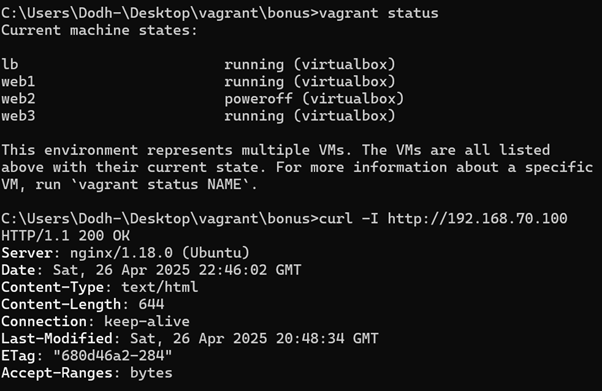 C:\Users\Dodh-\Desktop\vagrant\bonus>vagrant status
Current machine states:
lb                        running (virtualbox)
web1                      running (virtualbox)
web2                      poweroff (virtualbox)
web3                      running (virtualbox)
This environment represents multiple VMs. The VMs are all listed
above with their current state. For more information about a specific
VM, run `vagrant status NAME`.
C:\Users\Dodh-\Desktop\vagrant\bonus>curl -I http://192.168.70.100
HTTP/1.1 200 OK
Server: nginx/1.18.0 (Ubuntu)
Date: Sat, 26 Apr 2025 22:46:02 GMT
Content-Type: text/html
Content-Length: 644
Connection: keep-alive
Last-Modified: Sat, 26 Apr 2025 20:48:34 GMT
ETag: "680d46a2-284"
Accept-Ranges: bytes